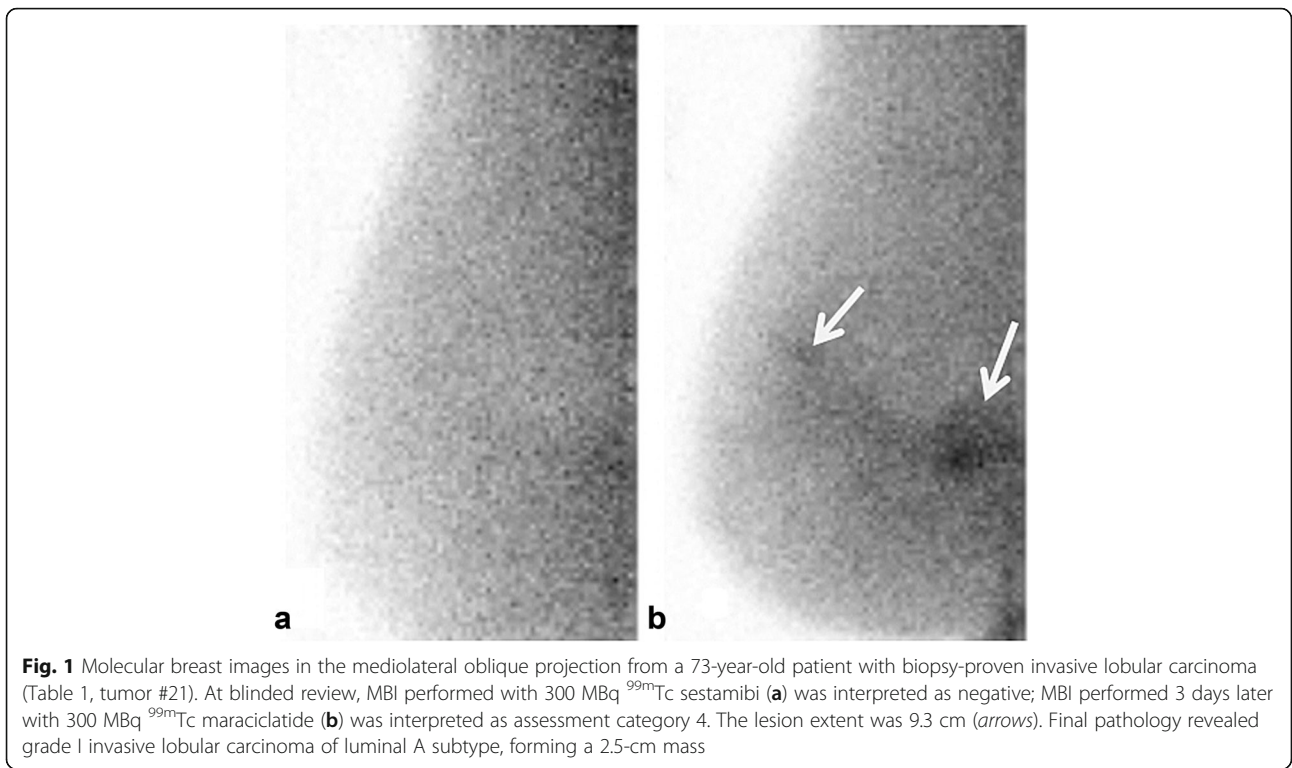 a
b
Fig. 1 Molecular breast images in the mediolateral oblique projection from a 73-year-old patient with biopsy-proven invasive lobular carcinoma
(Table 1, tumor #21). At blinded review, MBI performed with 300 MBq 99mTc sestamibi (a) was interpreted as negative; MBI performed 3 days later
with 300 MBq 99mTc maraciclatide (b) was interpreted as assessment category 4. The lesion extent was 9.3 cm (arrows). Final pathology revealed
grade I invasive lobular carcinoma of luminal A subtype, forming a 2.5-cm mass